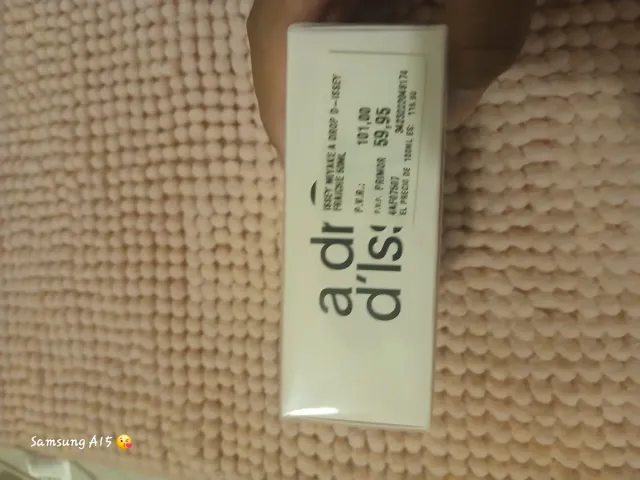 ISSEY MIYAKE A DROP D-ISSEY
FRAICHE 50ML
P.V.R.: 101,00
P.V.P. PRIMOR 59,95
3423222048174
EL PRECIO DE 100ML ES: 119.90
a dr
d'Is
Samsung A15 😘